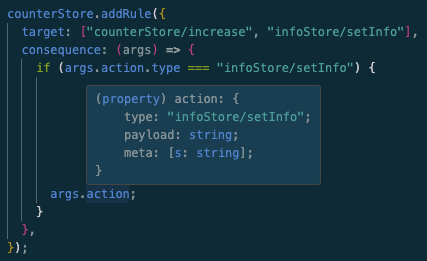 counterStore.addRule({
  target: ["counterStore/increase", "infoStore/setInfo"],
  consequence: (args) => {
    if (args.action.type === "infoStore/setInfo") {
(property) action: {
    type: "infoStore/setInfo";
    payload: string;
    meta: [s: string];
}
      args.action;
    }
  },
});